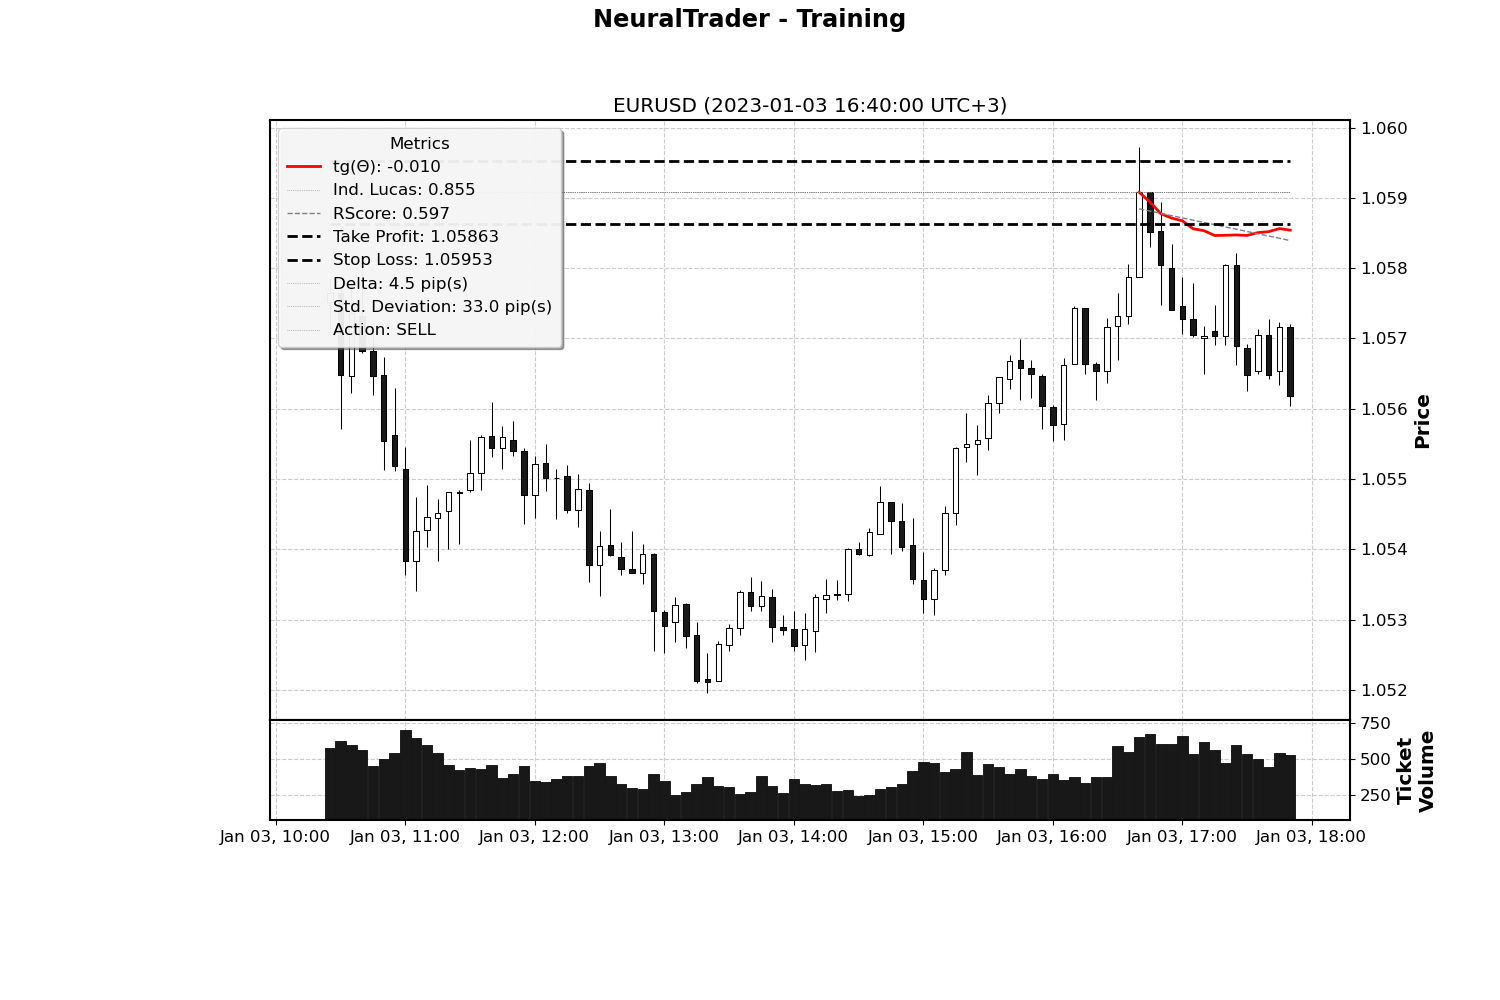 NeuralTrader - Training
EURUSD (2023-01-03 16:40:00 UTC+3)
Metrics
tg(Θ): -0.010
Ind. Lucas: 0.855
RScore: 0.597
Take Profit: 1.05863
Stop Loss: 1.05953
Delta: 4.5 pip(s)
Std. Deviation: 33.0 pip(s)
Action: SELL
1.060
1.059
1.058
1.057
1.056
1.055
1.054
1.053
1.052
Price
750
500
250
Ticket
Volume
Jan 03, 10:00
Jan 03, 11:00
Jan 03, 12:00
Jan 03, 13:00
Jan 03, 14:00
Jan 03, 15:00
Jan 03, 16:00
Jan 03, 17:00
Jan 03, 18:00